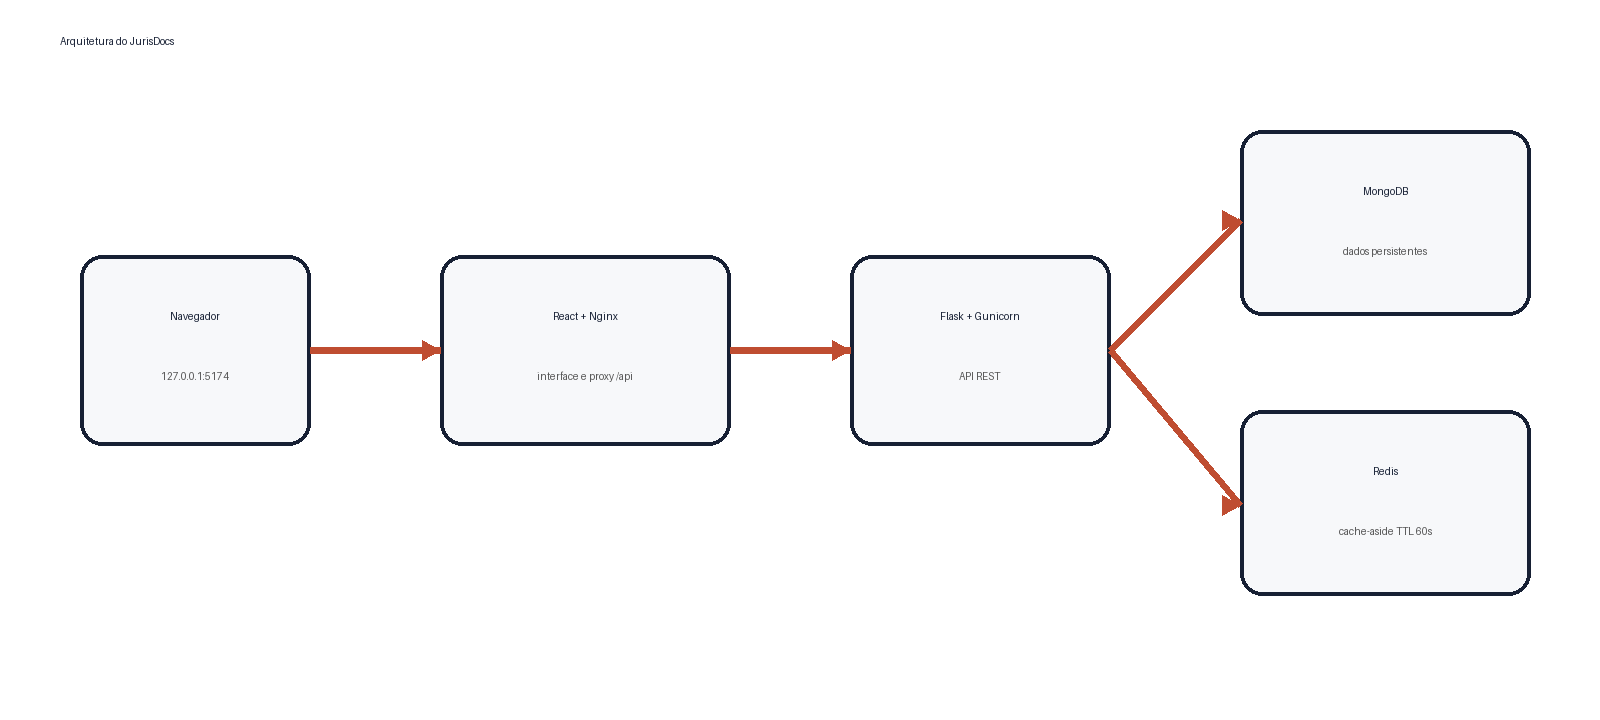 Arquitetura do JurisDocs
Navegador
127.0.0.1:5174
React + Nginx
interface e proxy /api
Flask + Gunicorn
API REST
MongoDB
dados persistentes
Redis
cache-aside TTL 60s